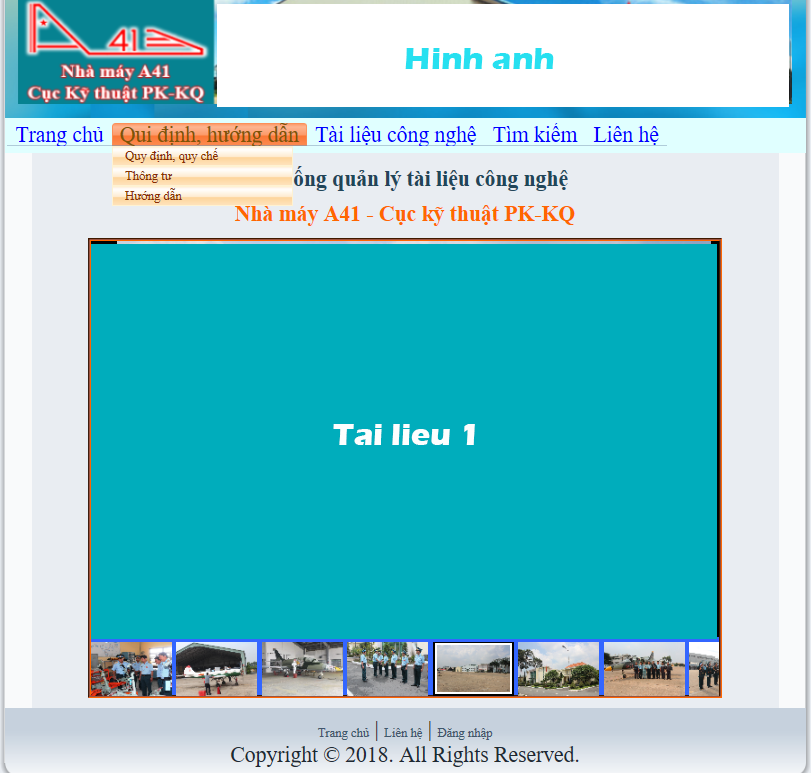 A41
Nhà máy A41
Cục Kỹ thuật PK-KQ
Hinh anh
Trang chủ Qui định, hướng dẫn Tài liệu công nghệ Tìm kiếm Liên hệ
Quy định, quy chế
Thông tư
Hướng dẫn
ống quản lý tài liệu công nghệ
Nhà máy A41 - Cục kỹ thuật PK-KQ
Tai lieu 1
Trang chủ | Liên hệ | Đăng nhập
Copyright © 2018. All Rights Reserved.